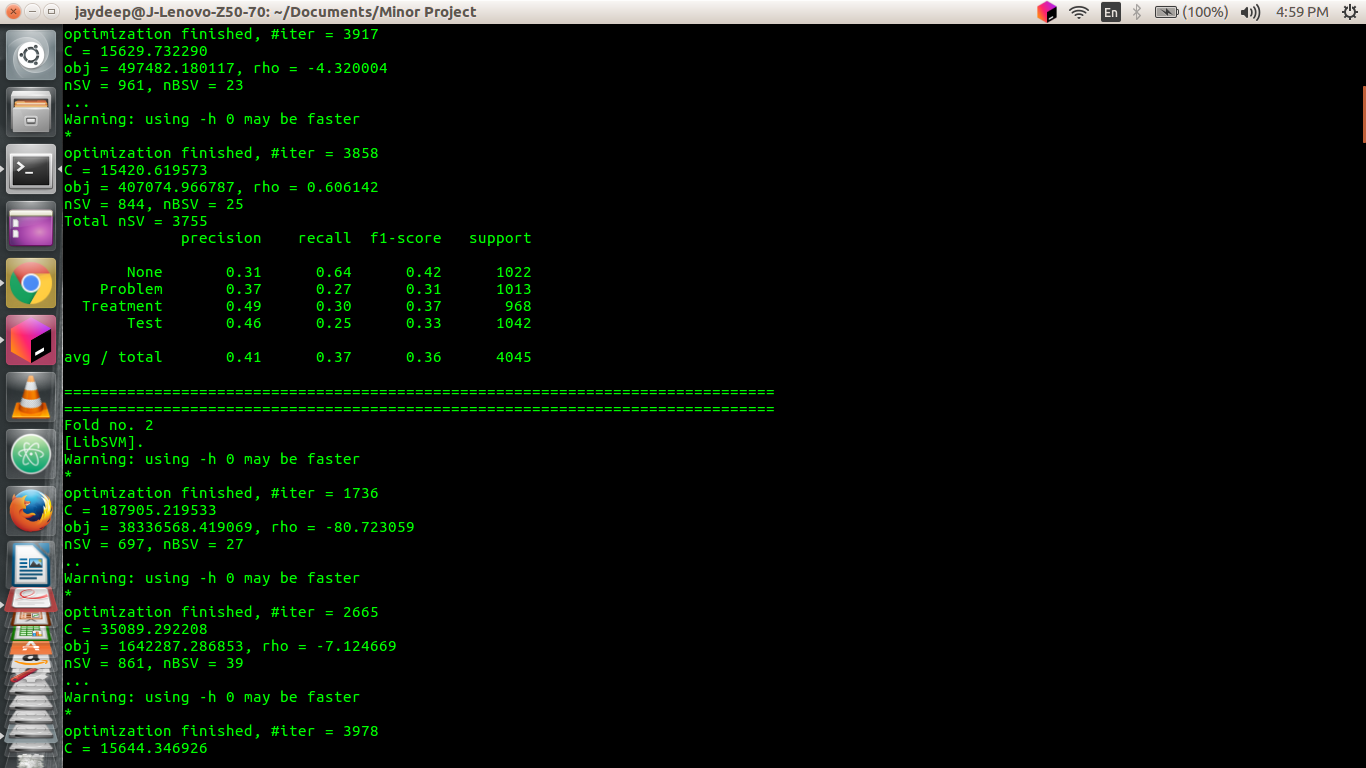 jaydeep@J-Lenovo-Z50-70: ~/Documents/Minor Project
En (100%) 4:59 PM
optimization finished, #iter = 3917
C = 15629.732290
obj = 497482.180117, rho = -4.320004
nSV = 961, nBSV = 23
...
Warning: using -h 0 may be faster
*
optimization finished, #iter = 3858
C = 15420.619573
obj = 407074.966787, rho = 0.606142
nSV = 844, nBSV = 25
Total nSV = 3755
precision recall f1-score support
None 0.31 0.64 0.42 1022
Problem 0.37 0.27 0.31 1013
Treatment 0.49 0.30 0.37 968
Test 0.46 0.25 0.33 1042
avg / total 0.41 0.37 0.36 4045
===============================================================================
===============================================================================
Fold no. 2
[LibSVM].
Warning: using -h 0 may be faster
*
optimization finished, #iter = 1736
C = 187905.219533
obj = 38336568.419069, rho = -80.723059
nSV = 697, nBSV = 27
..
Warning: using -h 0 may be faster
*
optimization finished, #iter = 2665
C = 35089.292208
obj = 1642287.286853, rho = -7.124669
nSV = 861, nBSV = 39
...
Warning: using -h 0 may be faster
*
optimization finished, #iter = 3978
C = 15644.346926